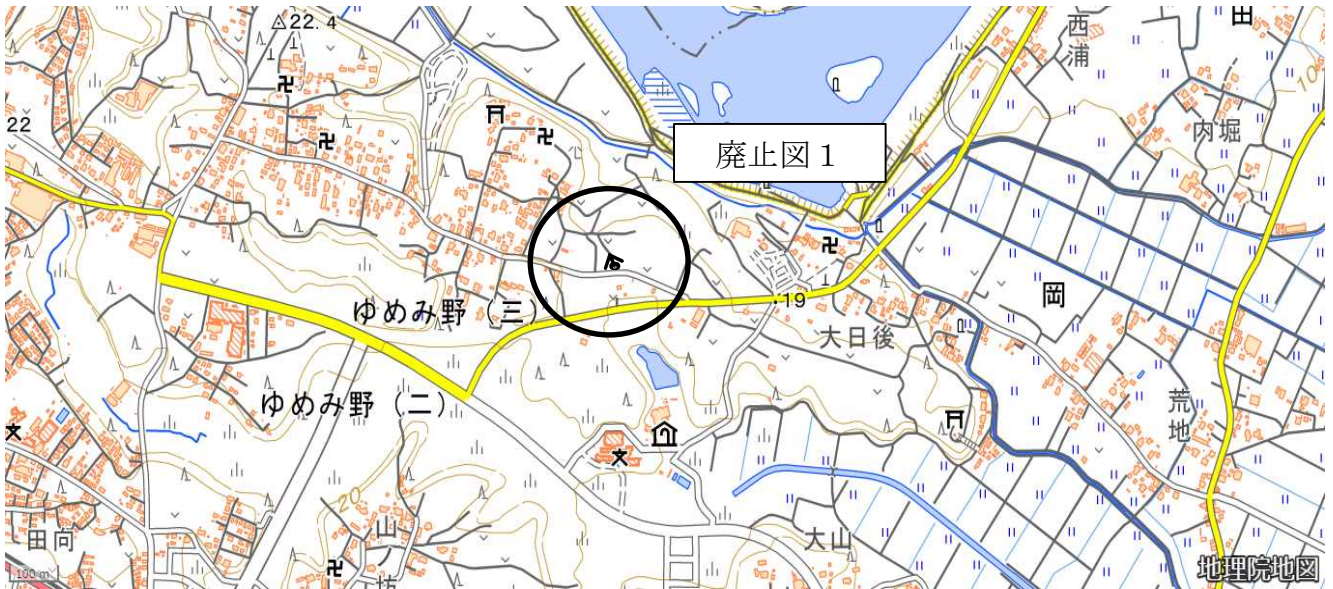 22.4
西浦
田
22
内堀
廃止図1
岡
・19
ゆめみ野(三)
大日後
ゆめみ野(二)
荒地
20
山
大山
田向
坊
100 m
地理院地図
10